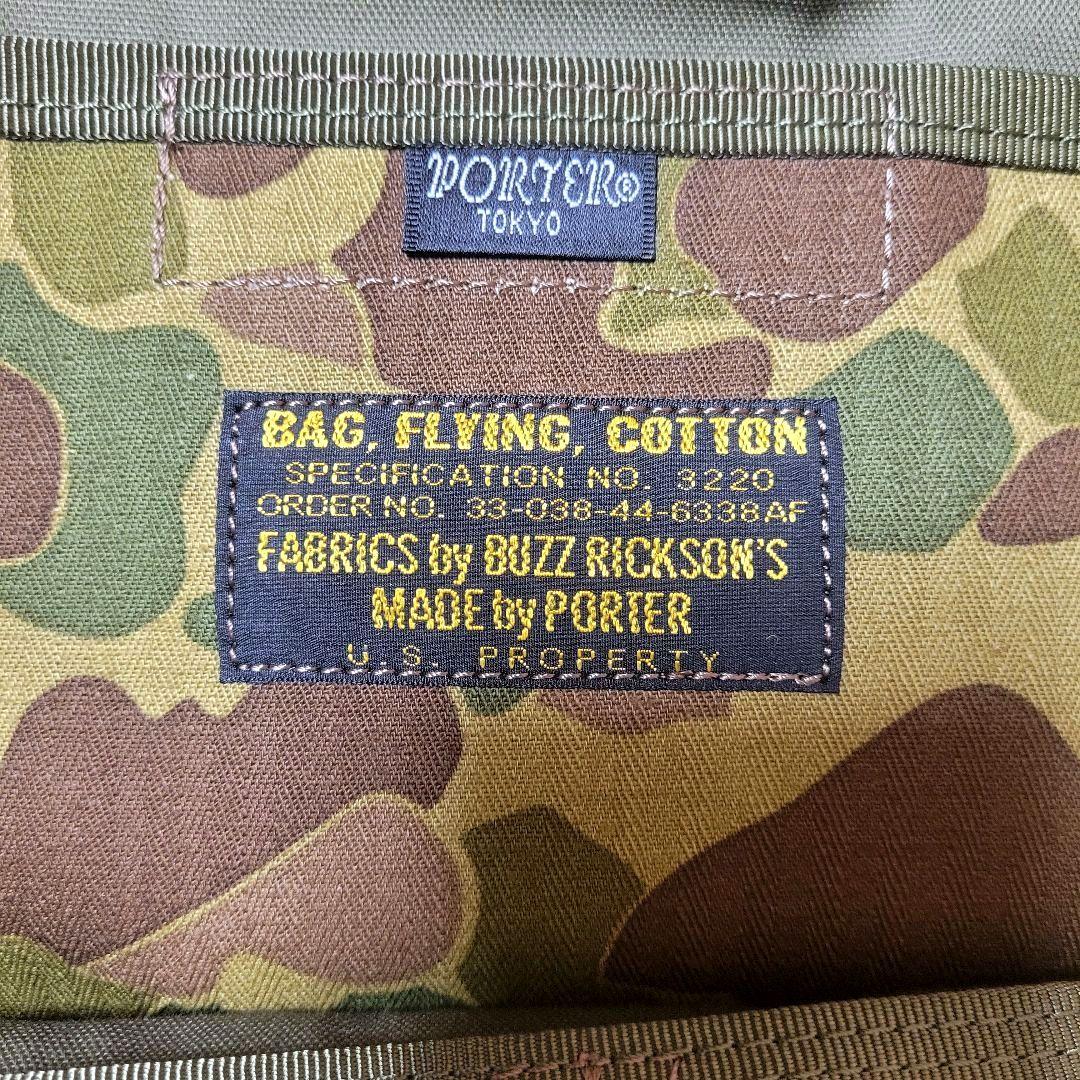 PORTER®
TOKYO
BAG, FLYING, COTTON
SPECIFICATION NO. 3220
ORDER NO. 33-038-44-6338AF
FABRICS by BUZZ RICKSON'S
MADE by PORTER
U.S. PROPERTY